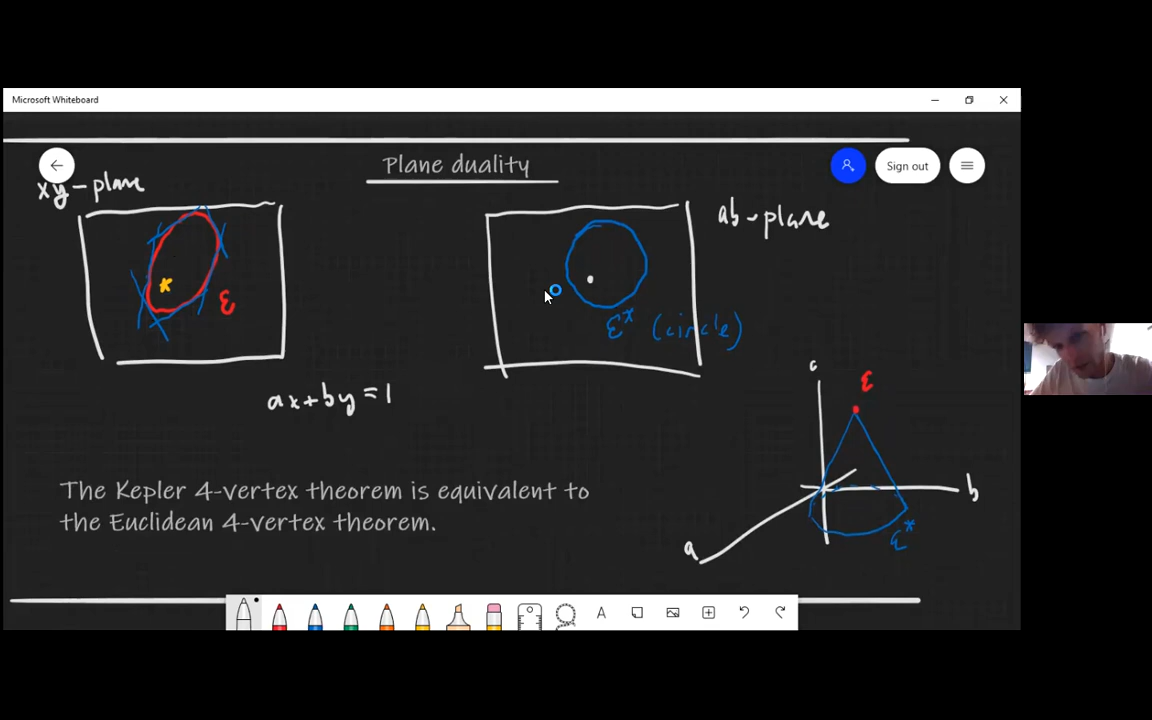 Microsoft Whiteboard
Plane duality
Sign out
xy-plane
ab-plane
ε
ε* (circle)
ax+by=1
c
ε
b
a
ε*
The Kepler 4-vertex theorem is equivalent to
the Euclidean 4-vertex theorem.
A